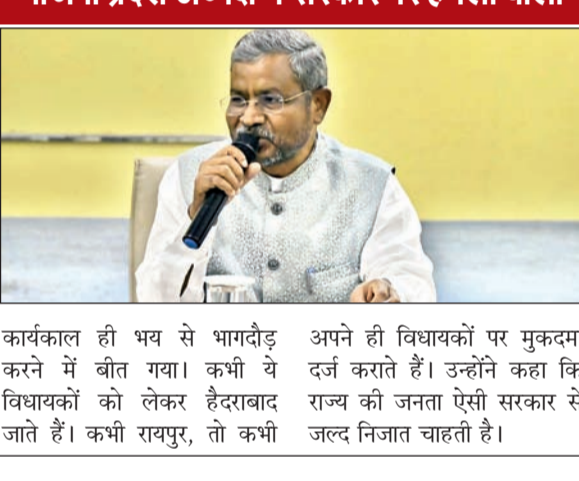 कार्यकाल ही भय से भागदौड़
करने में बीत गया। कभी ये
विधायकों को लेकर हैदराबाद
जाते हैं। कभी रायपुर, तो कभी
अपने ही विधायकों पर मुकदम
दर्ज कराते हैं। उन्होंने कहा कि
राज्य की जनता ऐसी सरकार से
जल्द निजात चाहती है।